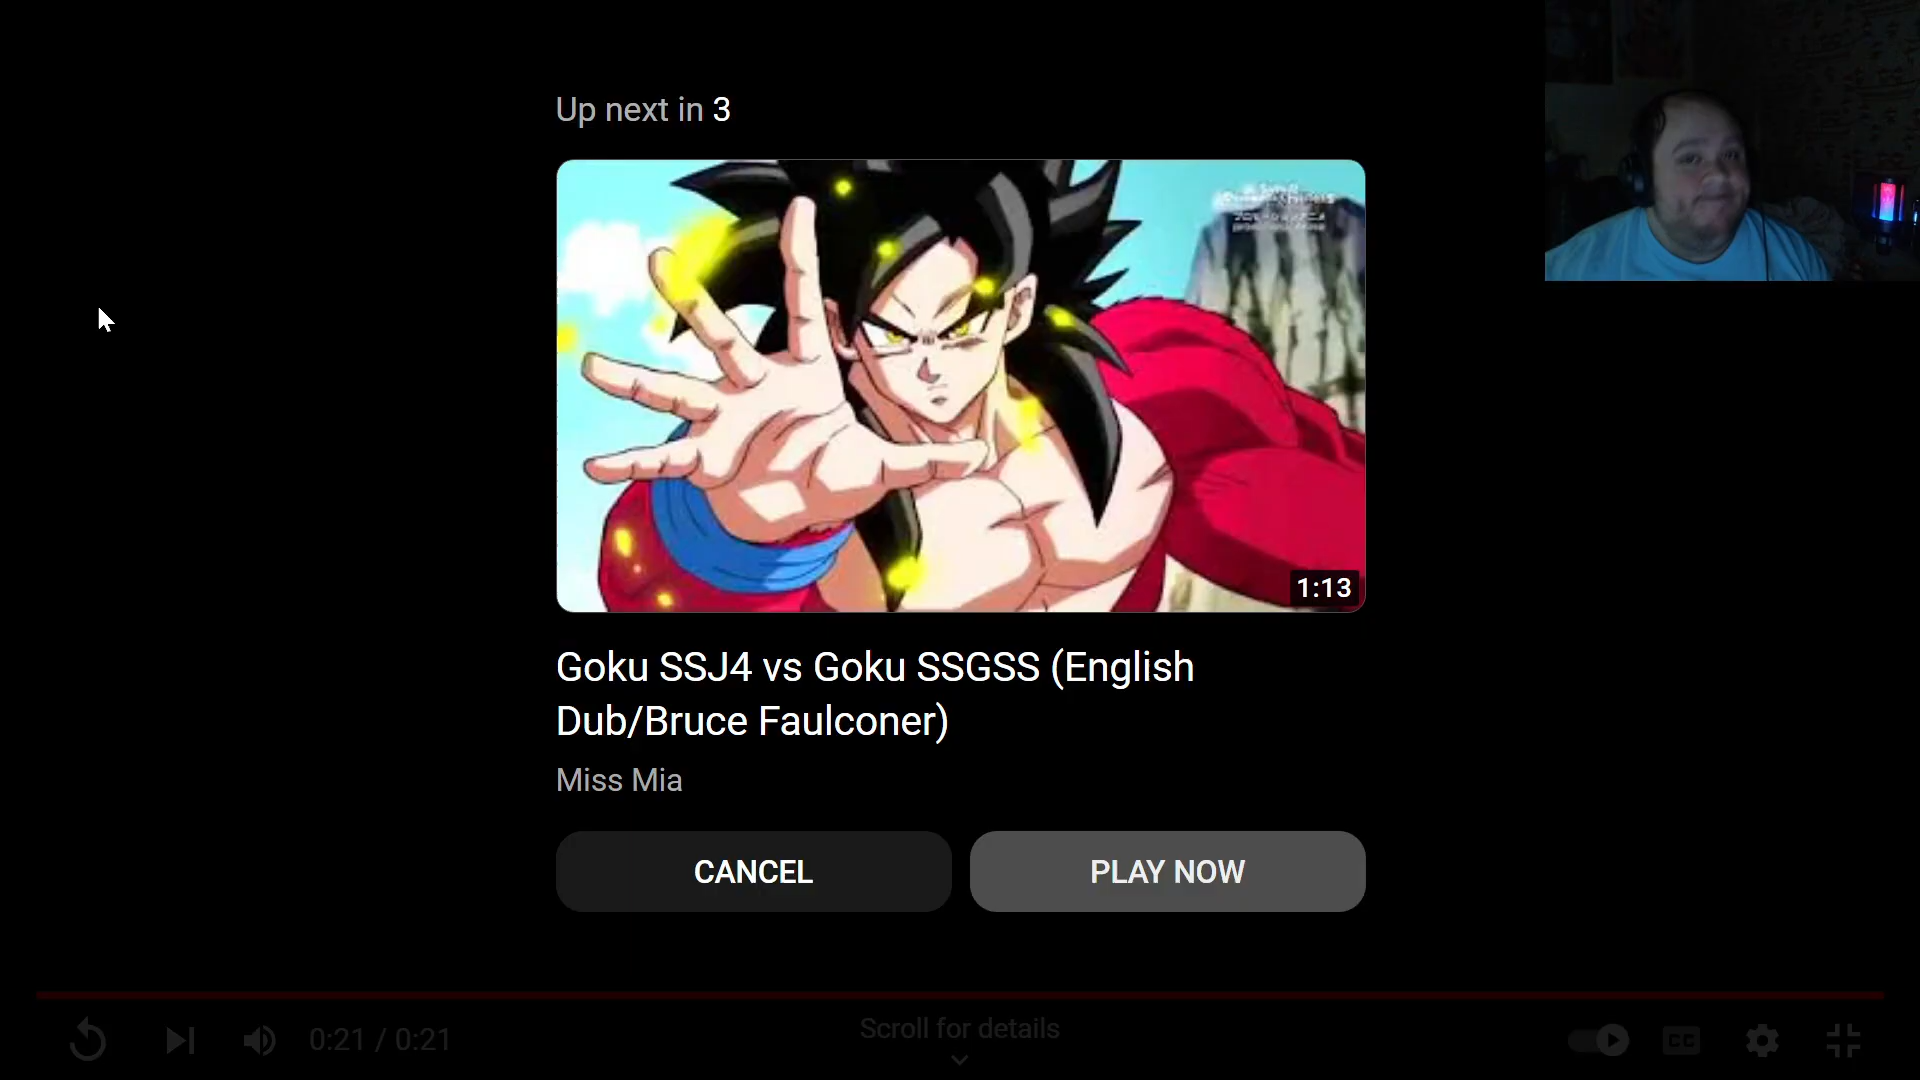 Up next in 3
1:13
Goku SSJ4 vs Goku SSGSS (English
Dub/Bruce Faulconer)
Miss Mia
CANCEL
PLAY NOW
0:21 / 0:21
Scroll for details
CC